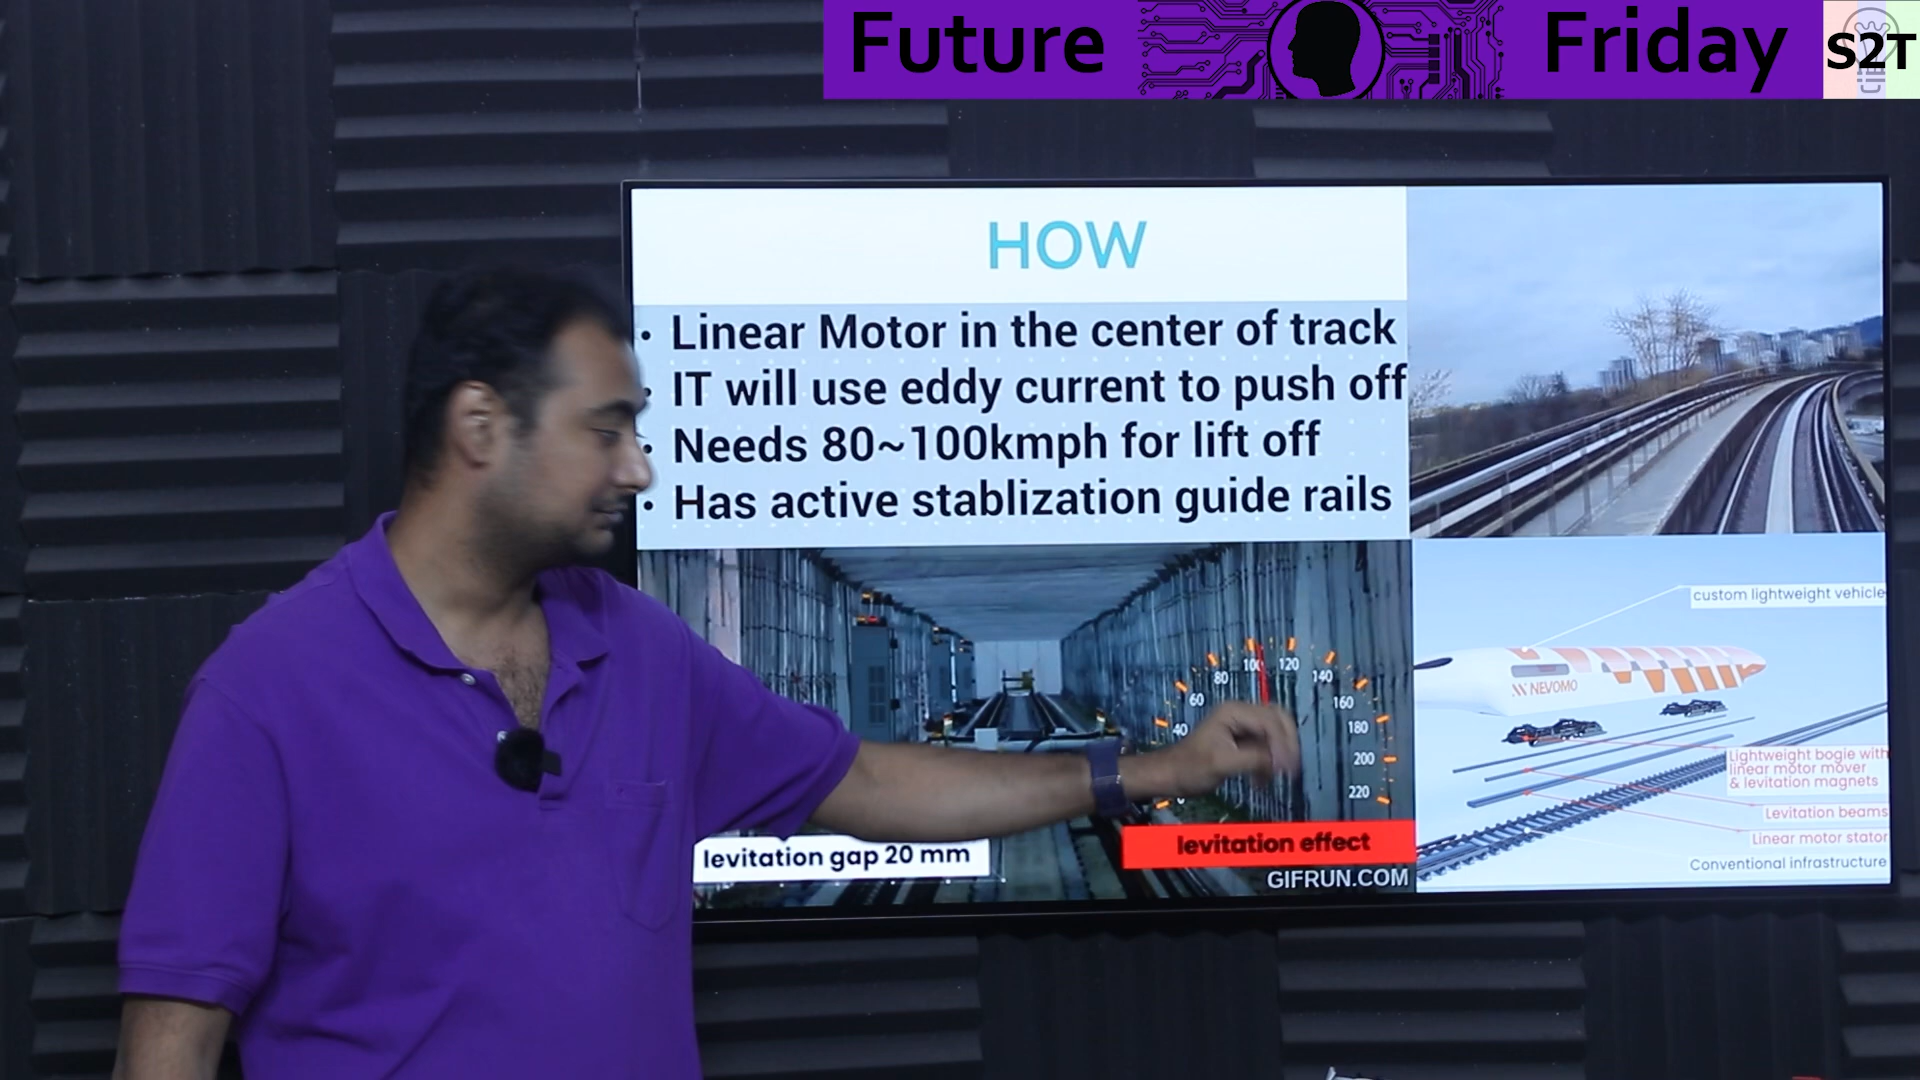 Future Friday S2T
HOW
• Linear Motor in the center of track
• IT will use eddy current to push off
• Needs 80~100kmph for lift off
• Has active stablization guide rails
levitation gap 20 mm
40
60
80
100
120
140
160
180
200
220
levitation effect
GIFRUN.COM
custom lightweight vehicle
NEVOMO
Lightweight bogie with
linear motor mover
& levitation magnets
Levitation beams
Linear motor stator
Conventional infrastructure